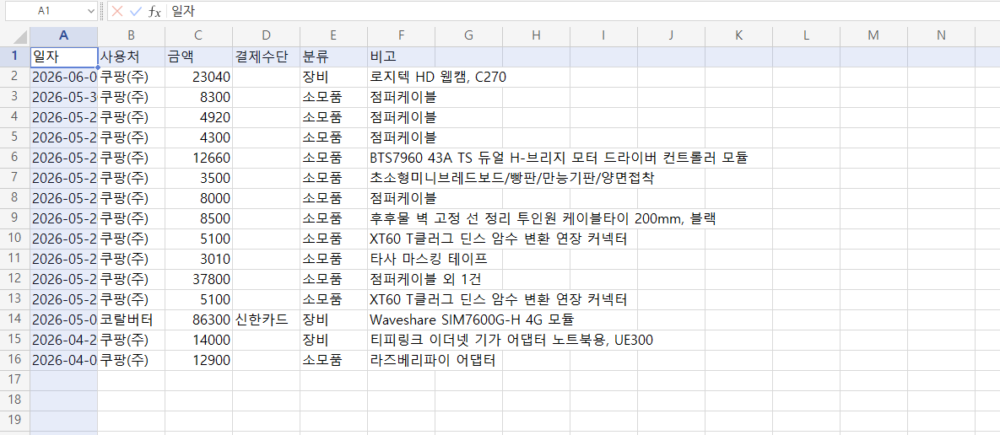 A1 fx 일자
A B C D E F G H I J K L M N
1 일자 사용처 금액 결제수단 분류 비고
2 2026-06-0 쿠팡(주) 23040 장비 로지텍 HD 웹캠, C270
3 2026-05-3 쿠팡(주) 8300 소모품 점퍼케이블
4 2026-05-2 쿠팡(주) 4920 소모품 점퍼케이블
5 2026-05-2 쿠팡(주) 4300 소모품 점퍼케이블
6 2026-05-2 쿠팡(주) 12660 소모품 BTS7960 43A TS 듀얼 H-브리지 모터 드라이버 컨트롤러 모듈
7 2026-05-2 쿠팡(주) 3500 소모품 초소형미니브레드보드/빵판/만능기판/양면접착
8 2026-05-2 쿠팡(주) 8000 소모품 점퍼케이블
9 2026-05-2 쿠팡(주) 8500 소모품 후후물 벽 고정 선 정리 투인원 케이블타이 200mm, 블랙
10 2026-05-2 쿠팡(주) 5100 소모품 XT60 T클러그 딘스 암수 변환 연장 커넥터
11 2026-05-2 쿠팡(주) 3010 소모품 타사 마스킹 테이프
12 2026-05-2 쿠팡(주) 37800 소모품 점퍼케이블 외 1건
13 2026-05-2 쿠팡(주) 5100 소모품 XT60 T클러그 딘스 암수 변환 연장 커넥터
14 2026-05-0 코랄버터 86300 신한카드 장비 Waveshare SIM7600G-H 4G 모듈
15 2026-04-2 쿠팡(주) 14000 장비 티피링크 이더넷 기가 어댑터 노트북용, UE300
16 2026-04-0 쿠팡(주) 12900 소모품 라즈베리파이 어댑터
17
18
19